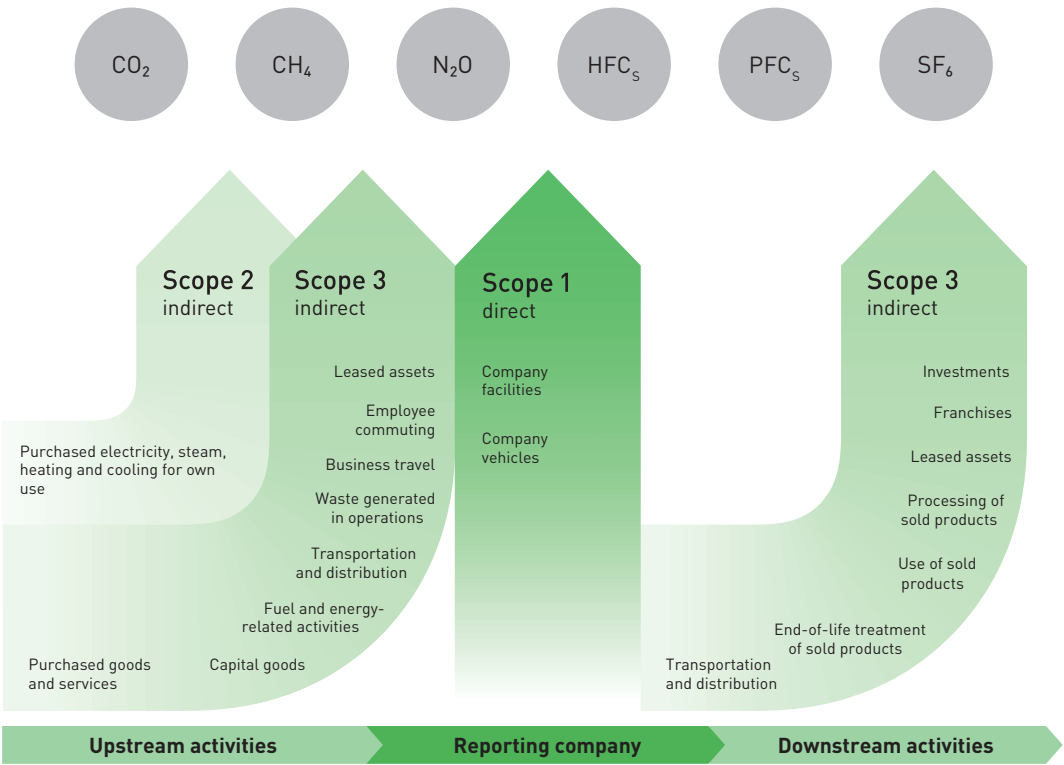 CO₂
CH₄
N₂O
HFCS
PFCS
SF₆
Scope 2
indirect
Purchased electricity, steam,
heating and cooling for own
use
Scope 3
indirect
Leased assets
Employee
commuting
Business travel
Waste generated
in operations
Transportation
and distribution
Fuel and energy-
related activities
Capital goods
Purchased goods
and services
Scope 1
direct
Company
facilities
Company
vehicles
Scope 3
indirect
Investments
Franchises
Leased assets
Processing of
sold products
Use of sold
products
End-of-life treatment
of sold products
Transportation
and distribution
Upstream activities
Reporting company
Downstream activities